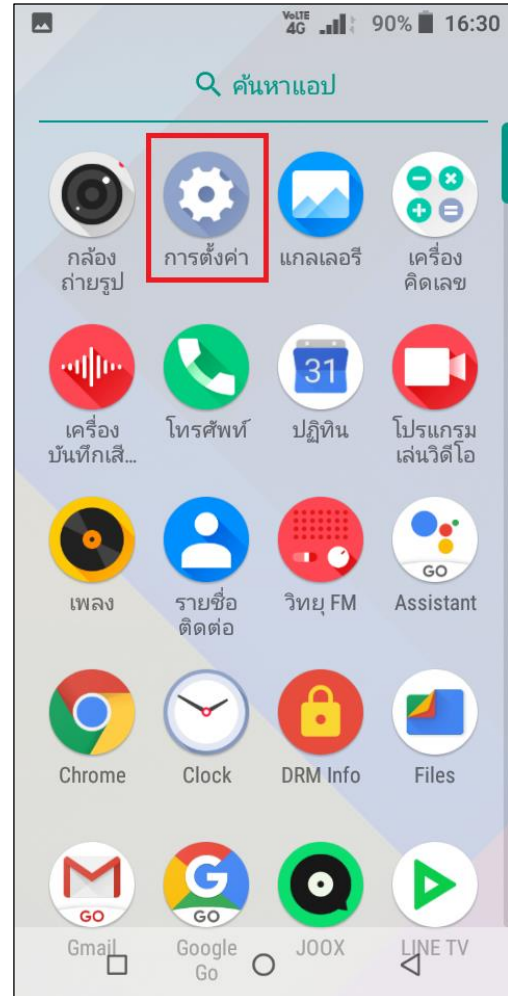 VoLTE
4G 90% 16:30
ค้นหาแอป
กล้อง
ถ่ายรูป
การตั้งค่า
แกลเลอรี
เครื่อง
คิดเลข
เครื่อง
บันทึกเสี...
โทรศัพท์
31
ปฏิทิน
โปรแกรม
เล่นวิดีโอ
เพลง
รายชื่อ
ติดต่อ
วิทยุ FM
GO
Assistant
Chrome
Clock
DRM Info
Files
GO
Gmail
G
GO
Google
Go
JOOX
LINE TV